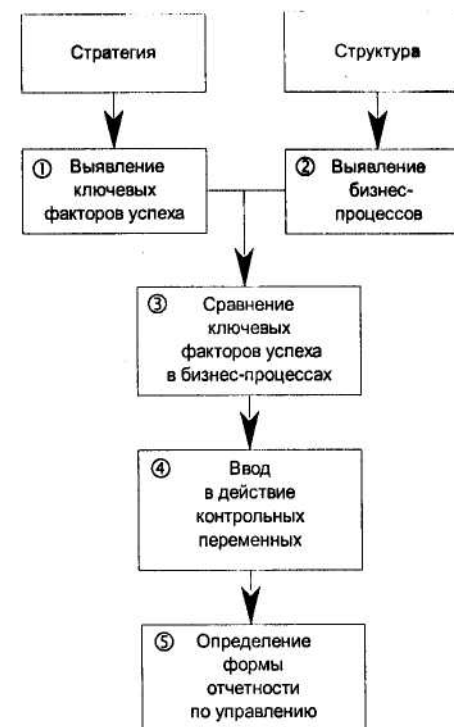 Стратегия
Структура
① Выявление
ключевых
факторов успеха
② Выявление
бизнес-
процессов
③ Сравнение
ключевых
факторов успеха
в бизнес-процессах
④ Ввод
в действие
контрольных
переменных
⑤ Определение
формы
отчетности
по управлению